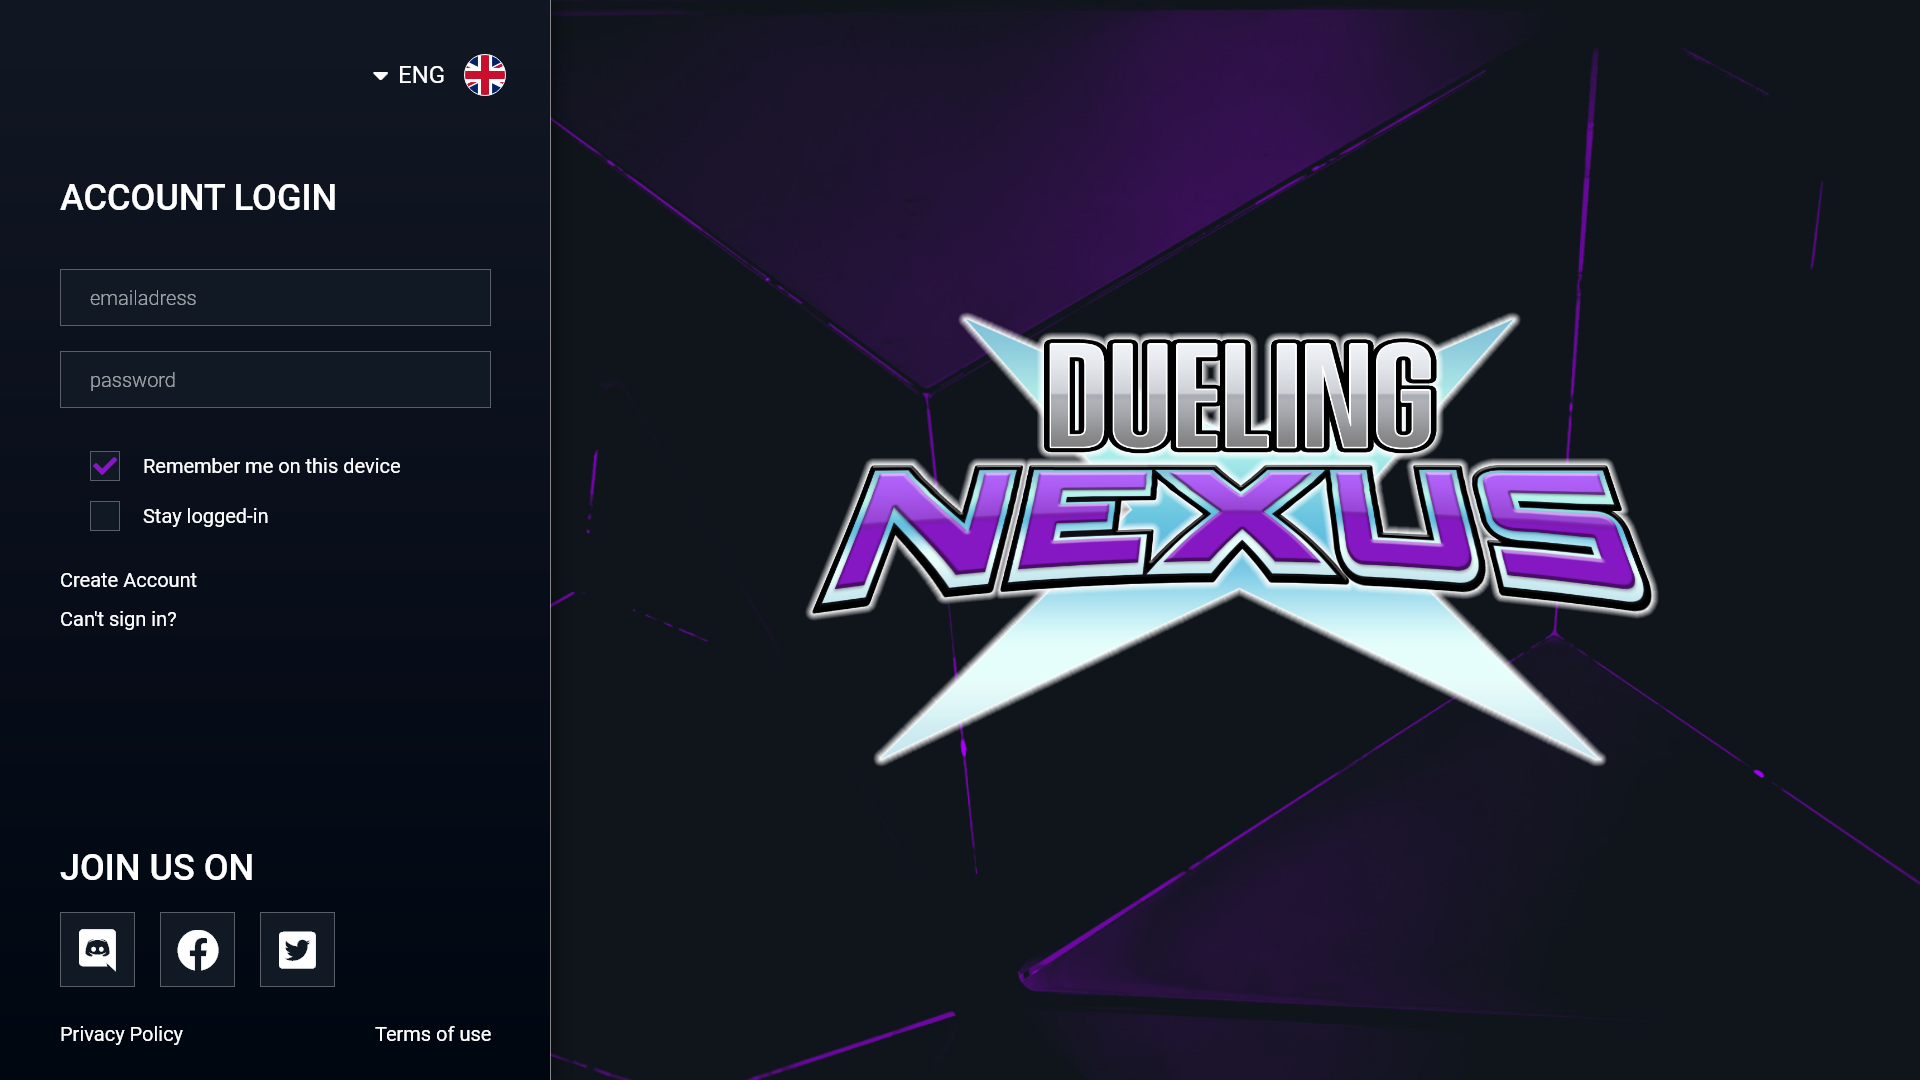 ENG
ACCOUNT LOGIN
emailadress
password
Remember me on this device
Stay logged-in
Create Account
Can't sign in?
JOIN US ON
Privacy Policy
Terms of use
DUELING
NEXUS